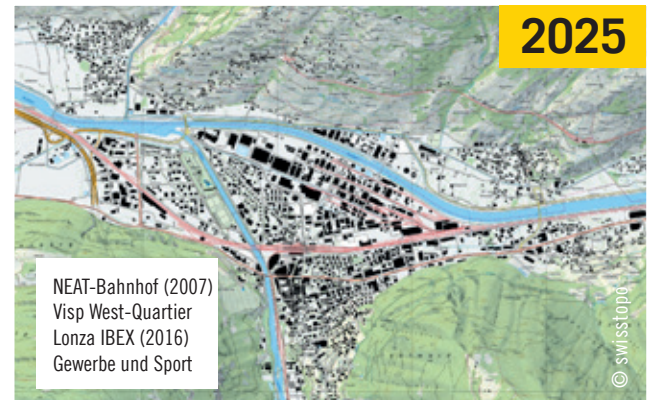 2025
NEAT-Bahnhof (2007)
Visp West-Quartier
Lonza IBEX (2016)
Gewerbe und Sport
© swisstopo